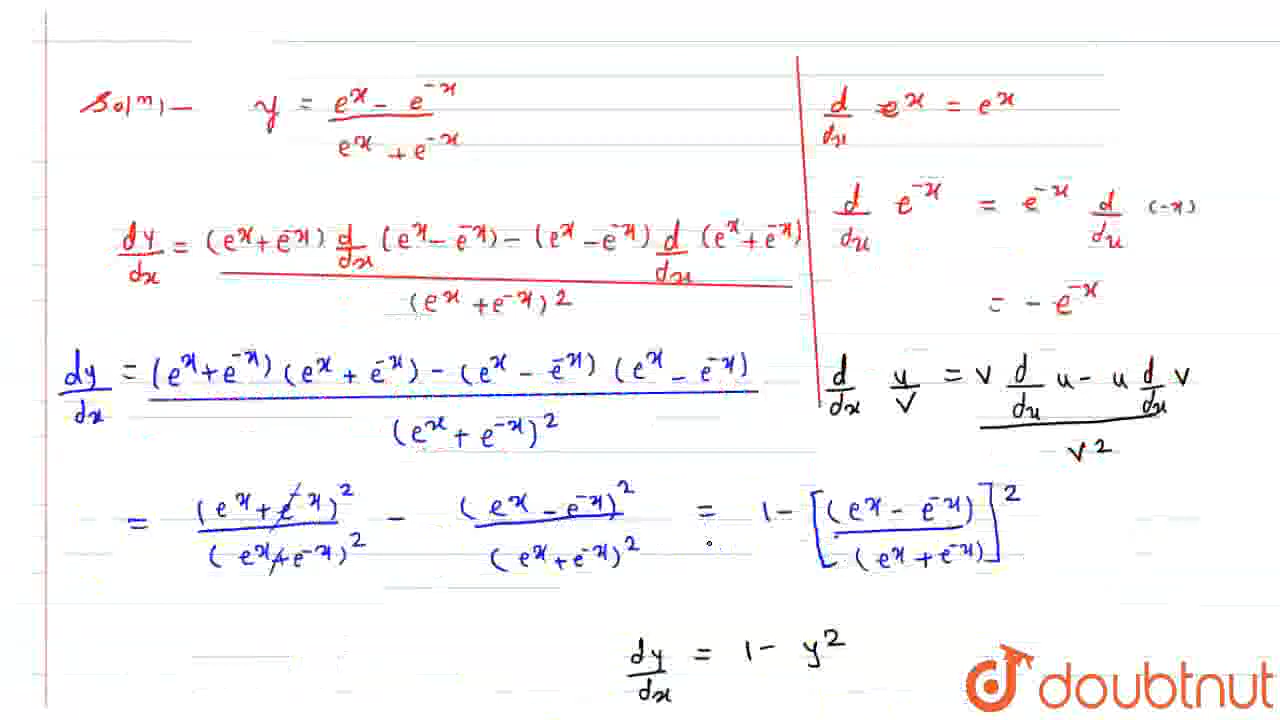 Soln:- y = (e^x - e^-x) / (e^x + e^-x)
dy/dx = [(e^x + e^-x) d/dx (e^x - e^-x) - (e^x - e^-x) d/dx (e^x + e^-x)] / (e^x + e^-x)^2
dy/dx = [(e^x + e^-x) (e^x + e^-x) - (e^x - e^-x) (e^x - e^-x)] / (e^x + e^-x)^2
= (e^x + e^-x)^2 / (e^x + e^-x)^2 - (e^x - e^-x)^2 / (e^x + e^-x)^2 = 1 - [(e^x - e^-x) / (e^x + e^-x)]^2
dy/dx = 1 - y^2
d/dx e^x = e^x
d/dx e^-x = e^-x d/dx (-x)
= - e^-x
d/dx u/v = [v d/dx u - u d/dx v] / v^2
doubtnut